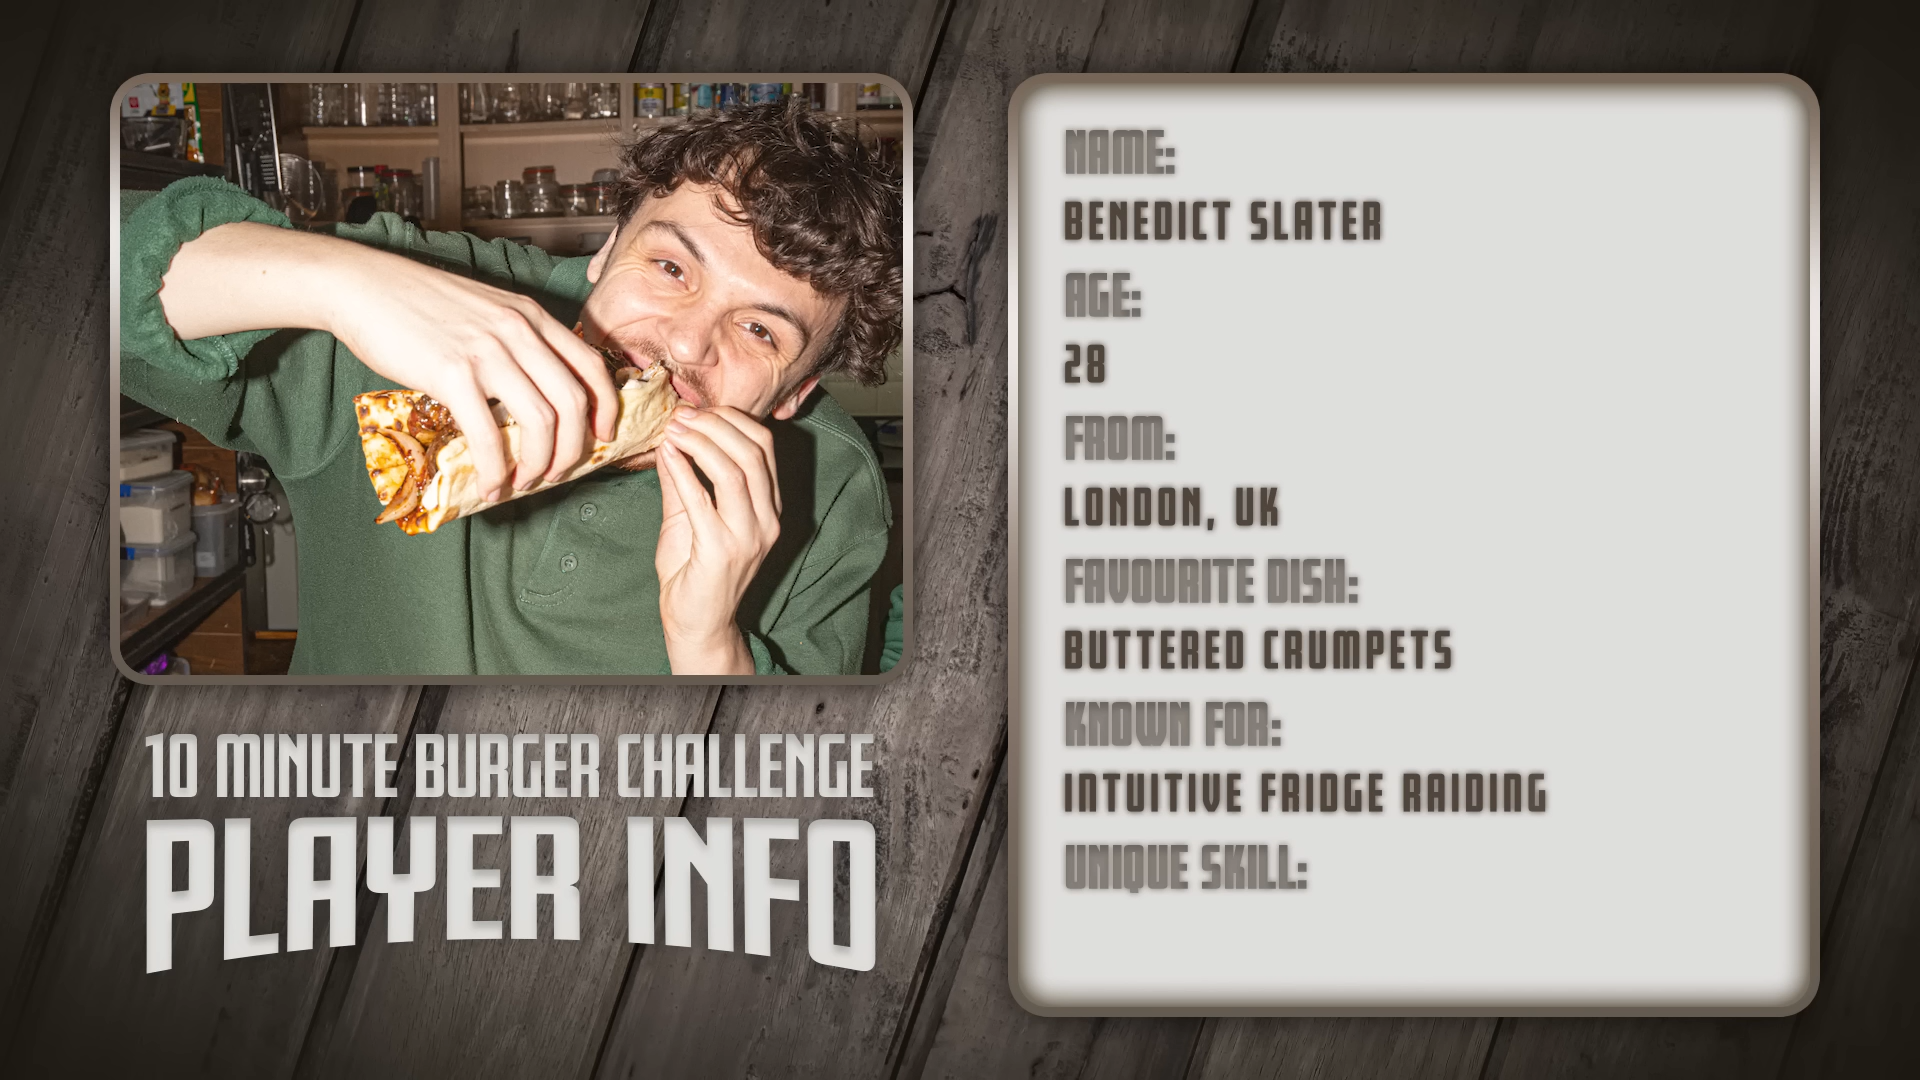 10 MINUTE BURGER CHALLENGE
PLAYER INFO
NAME:
BENEDICT SLATER
AGE:
28
FROM:
LONDON, UK
FAVOURITE DISH:
BUTTERED CRUMPETS
KNOWN FOR:
INTUITIVE FRIDGE RAIDING
UNIQUE SKILL: